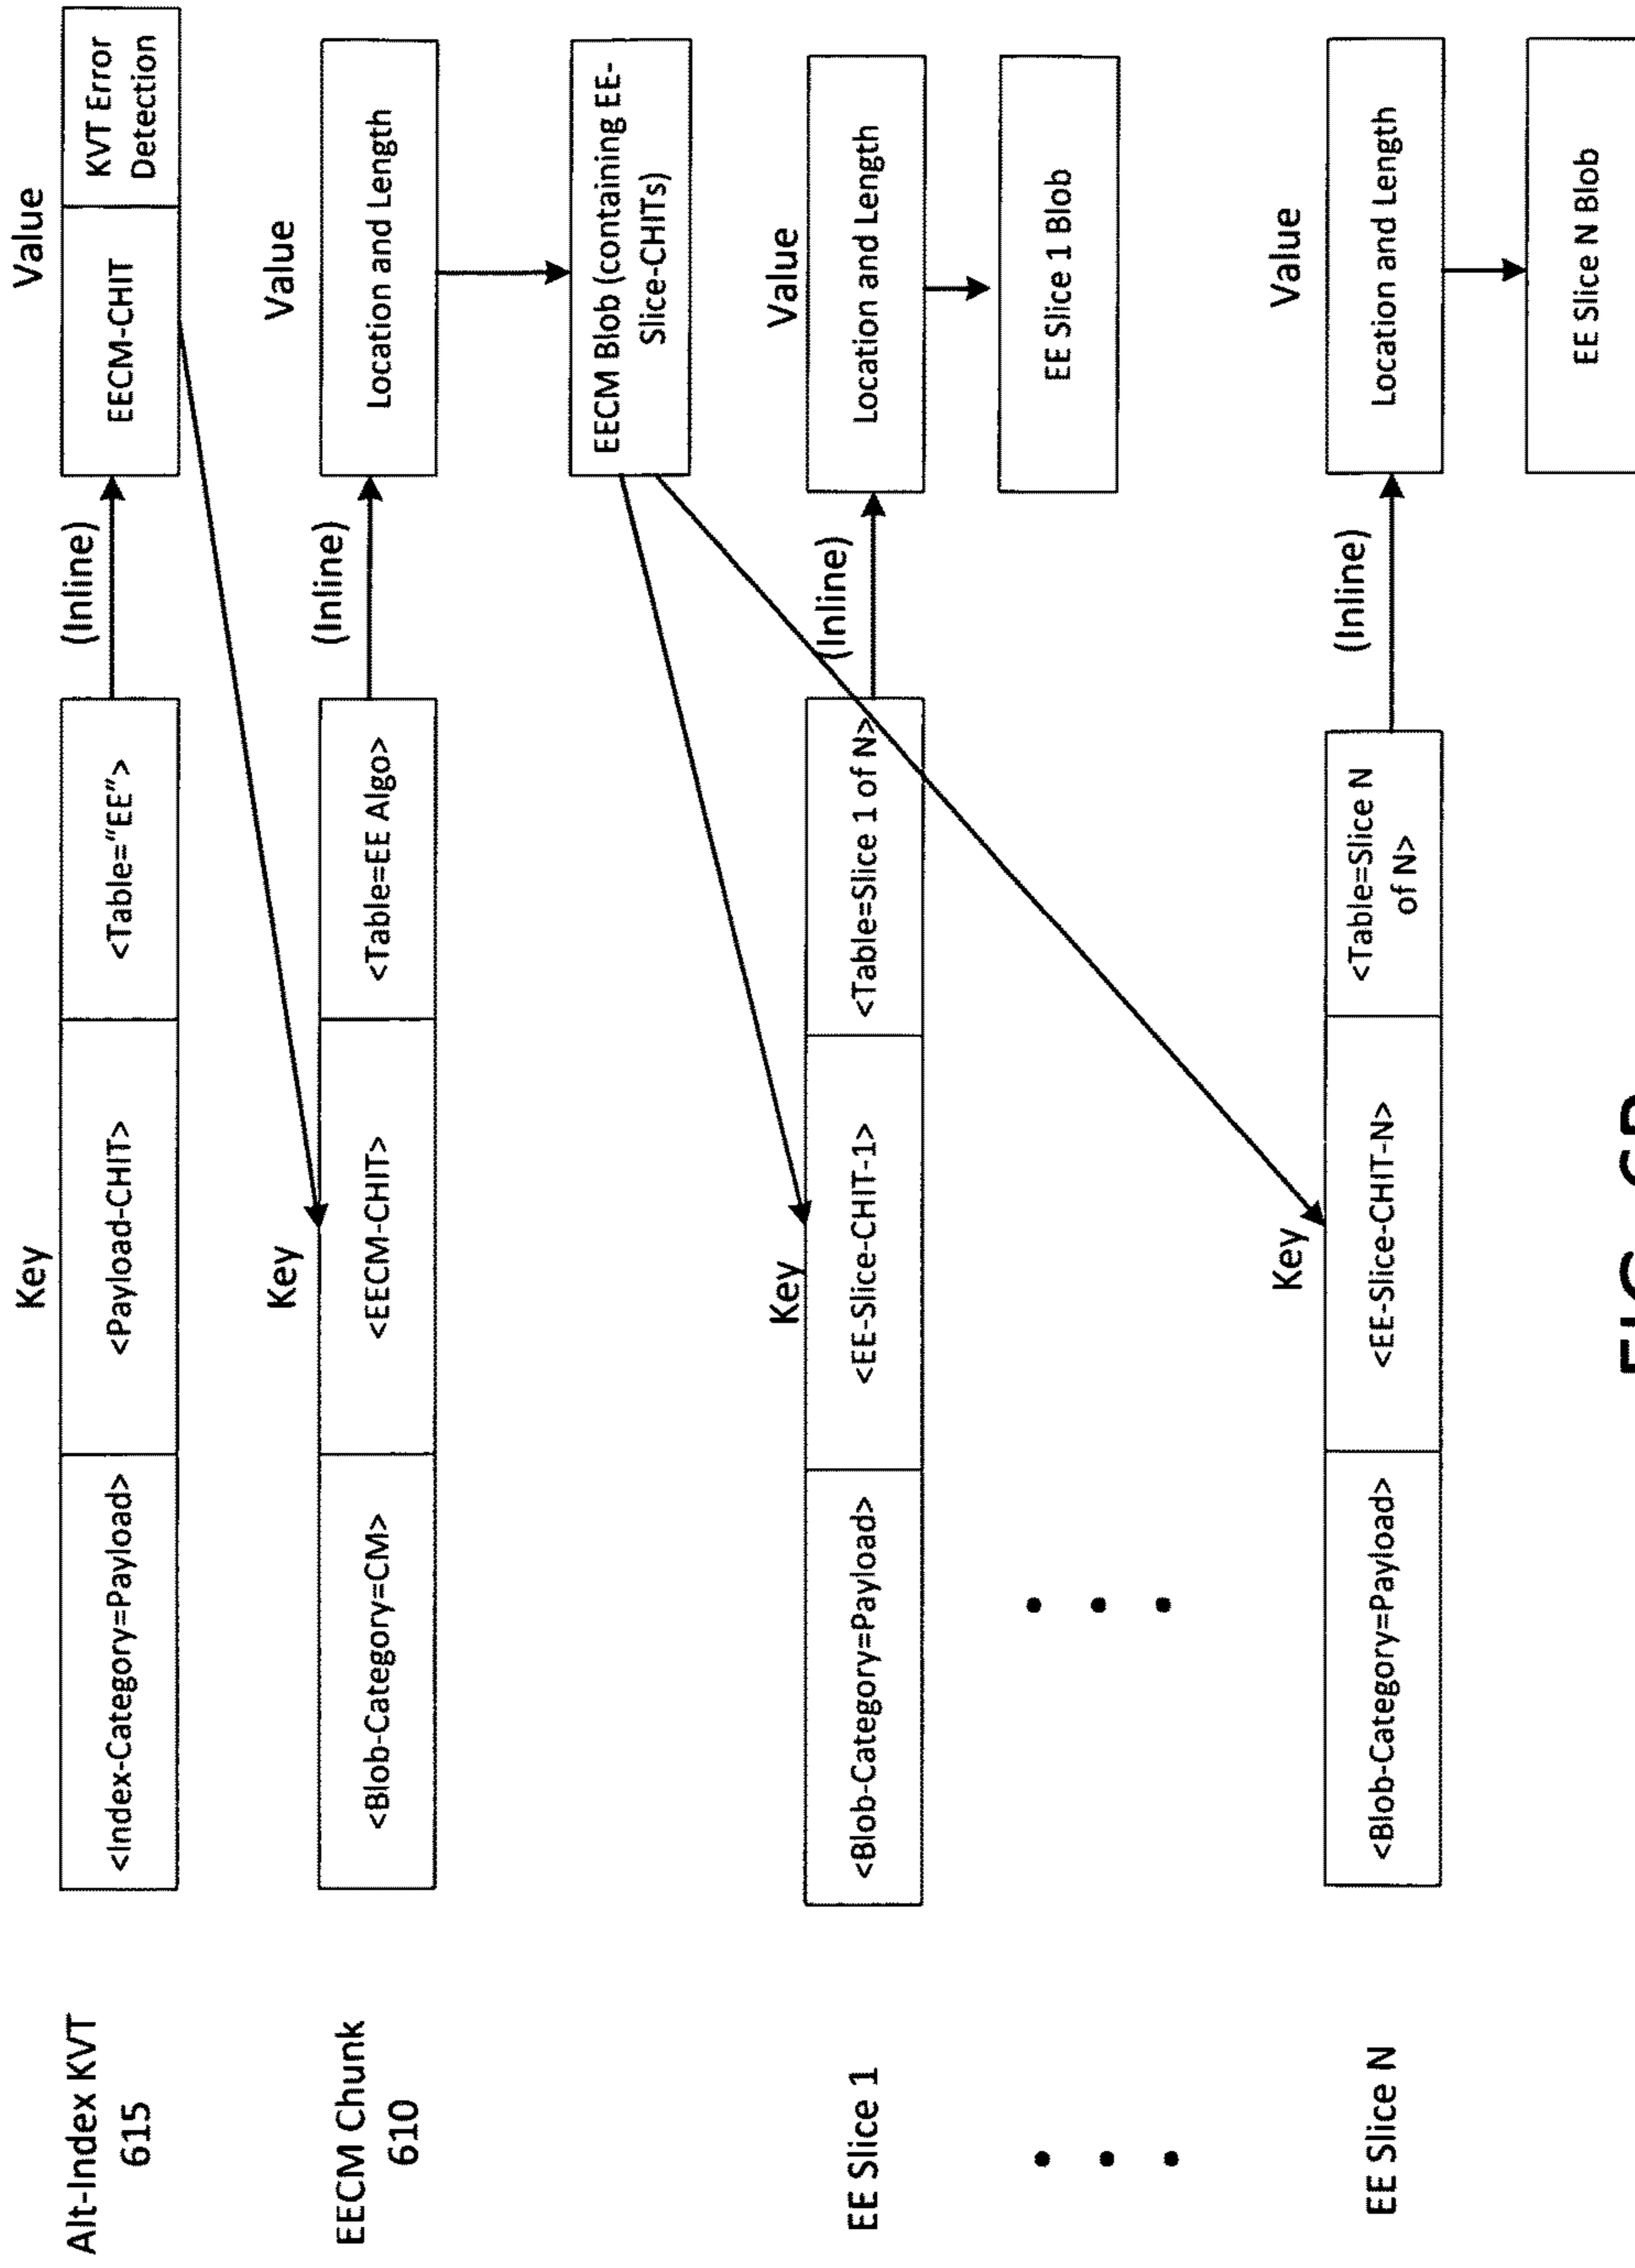 Key
Value
Alt-Index KVT
615
<Index-Category=Payload>
<Payload-CHIT>
<Table="EE">
(Inline)
EECM-CHIT
KVT Error
Detection
Key
Value
EECM Chunk
610
<Blob-Category=CM>
<EECM-CHIT>
<Table=EE Algo>
(Inline)
Location and Length
EECM Blob (containing EE-
Slice-CHITs)
Key
Value
EE Slice 1
<Blob-Category=Payload>
<EE-Slice-CHIT-1>
<Table=Slice 1 of N>
(Inline)
Location and Length
EE Slice 1 Blob
Key
Value
EE Slice N
<Blob-Category=Payload>
<EE-Slice-CHIT-N>
<Table=Slice N
of N>
(Inline)
Location and Length
EE Slice N Blob